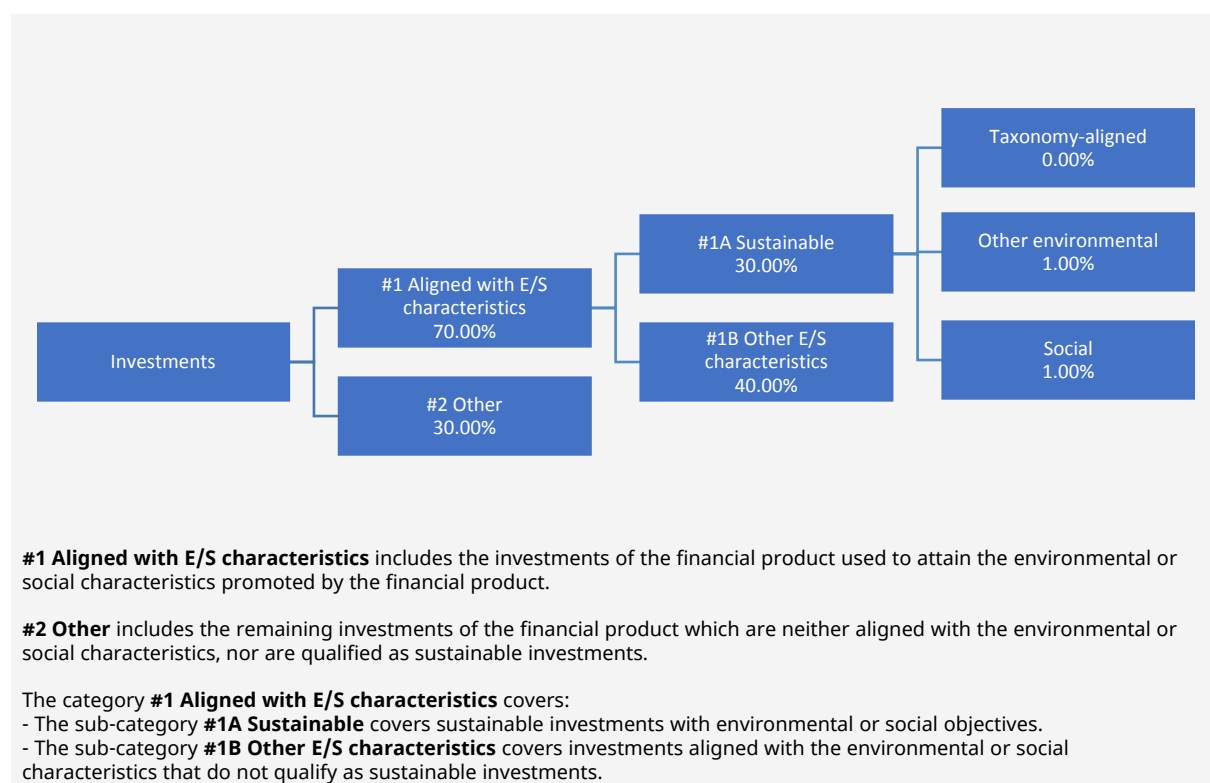 Investments
#1 Aligned with E/S
characteristics
70.00%
#2 Other
30.00%
#1A Sustainable
30.00%
#1B Other E/S
characteristics
40.00%
Taxonomy-aligned
0.00%
Other environmental
1.00%
Social
1.00%
#1 Aligned with E/S characteristics includes the investments of the financial product used to attain the environmental or
social characteristics promoted by the financial product.
#2 Other includes the remaining investments of the financial product which are neither aligned with the environmental or
social characteristics, nor are qualified as sustainable investments.
The category #1 Aligned with E/S characteristics covers:
- The sub-category #1A Sustainable covers sustainable investments with environmental or social objectives.
- The sub-category #1B Other E/S characteristics covers investments aligned with the environmental or social
characteristics that do not qualify as sustainable investments.